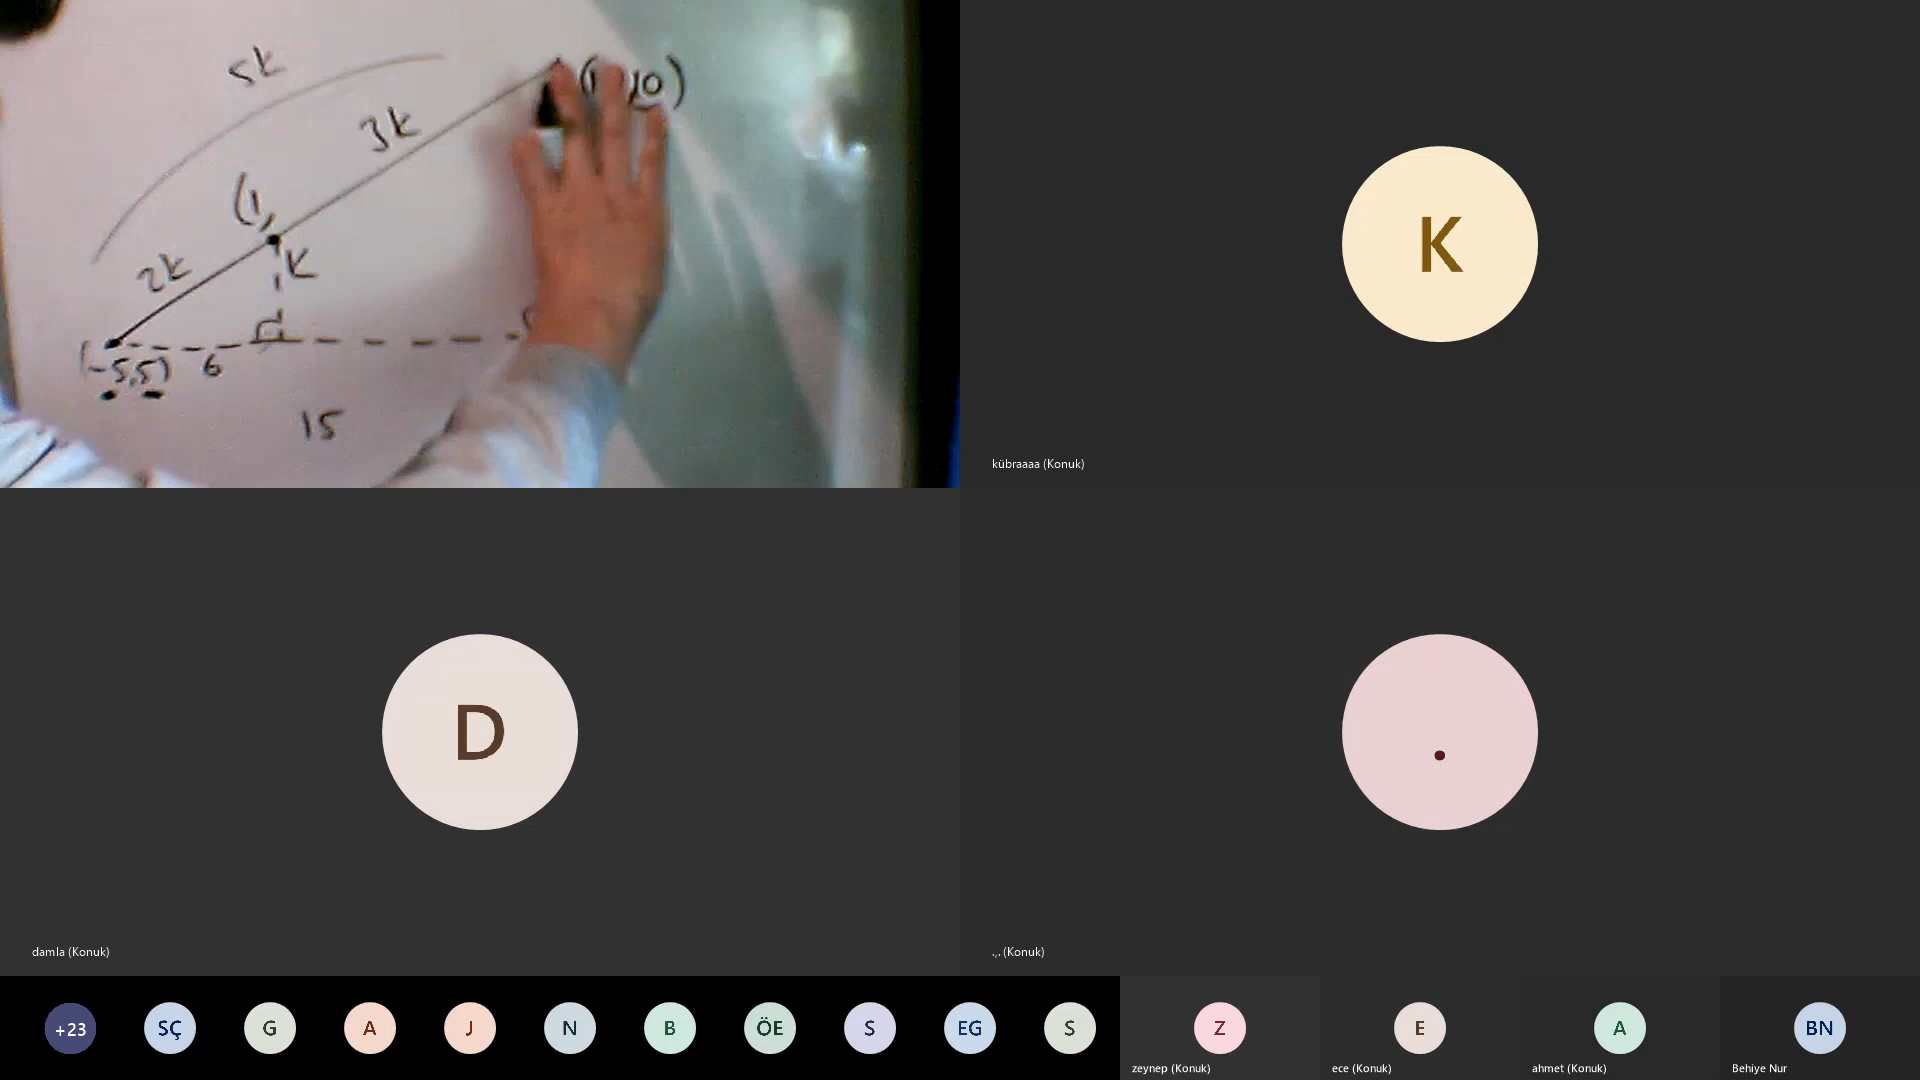 5k
3k
(1,
2k
K
(-5,5)
6
15
K
kübraaaa (Konuk)
D
damla (Konuk)
.
.,. (Konuk)
+23
SÇ
G
A
J
N
B
ÖE
S
EG
S
Z
zeynep (Konuk)
E
ece (Konuk)
A
ahmet (Konuk)
BN
Behiye Nur